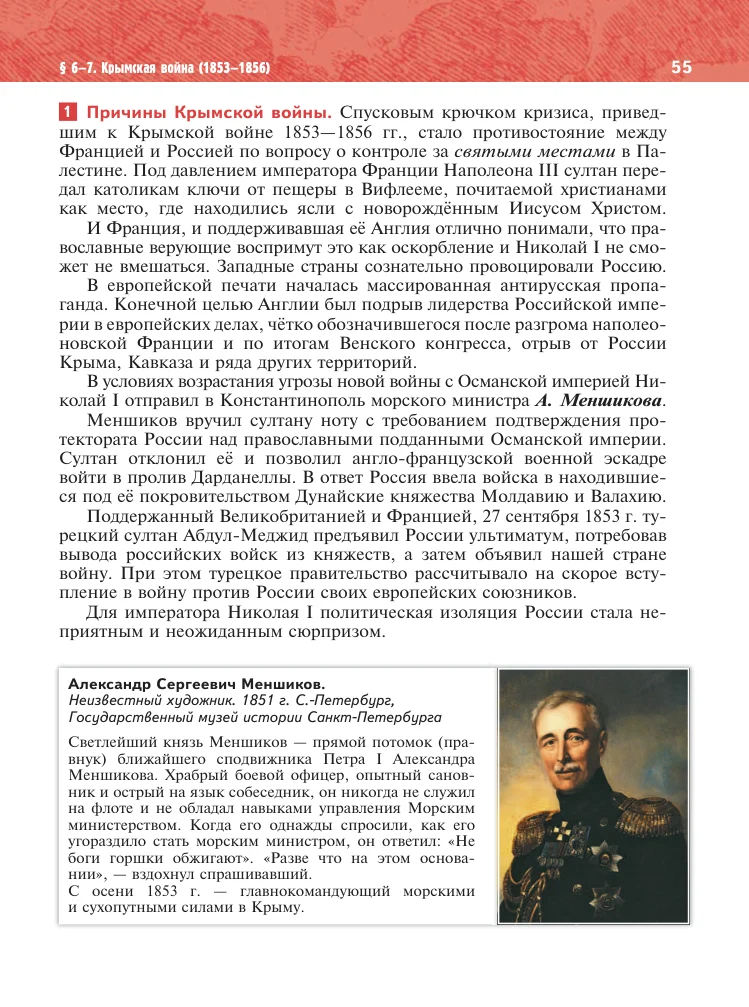 § 6–7. Крымская война (1853–1856)
55
1 Причины Крымской войны. Спусковым крючком кризиса, привед-
шим к Крымской войне 1853—1856 гг., стало противостояние между
Францией и Россией по вопросу о контроле за святыми местами в Па-
лестине. Под давлением императора Франции Наполеона III султан пере-
дал католикам ключи от пещеры в Вифлееме, почитаемой христианами
как место, где находились ясли с новорождённым Иисусом Христом.
И Франция, и поддерживавшая её Англия отлично понимали, что пра-
вославные верующие воспримут это как оскорбление и Николай I не смо-
жет не вмешаться. Западные страны сознательно провоцировали Россию.
В европейской печати началась массированная антирусская пропа-
ганда. Конечной целью Англии был подрыв лидерства Российской импе-
рии в европейских делах, чётко обозначившегося после разгрома наполео-
новской Франции и по итогам Венского конгресса, отрыв от России
Крыма, Кавказа и ряда других территорий.
В условиях возрастания угрозы новой войны с Османской империей Ни-
колай I отправил в Константинополь морского министра А. Меншикова.
Меншиков вручил султану ноту с требованием подтверждения про-
тектората России над православными подданными Османской империи.
Султан отклонил её и позволил англо-французской военной эскадре
войти в пролив Дарданеллы. В ответ Россия ввела войска в находившие-
ся под её покровительством Дунайские княжества Молдавию и Валахию.
Поддержанный Великобританией и Францией, 27 сентября 1853 г. ту-
рецкий султан Абдул-Меджид предъявил России ультиматум, потребовав
вывода российских войск из княжеств, а затем объявил нашей стране
войну. При этом турецкое правительство рассчитывало на скорое всту-
пление в войну против России своих европейских союзников.
Для императора Николая I политическая изоляция России стала не-
приятным и неожиданным сюрпризом.
Александр Сергеевич Меншиков.
Неизвестный художник. 1851 г. С.-Петербург,
Государственный музей истории Санкт-Петербурга
Светлейший князь Меншиков — прямой потомок (пра-
внук) ближайшего сподвижника Петра I Александра
Меншикова. Храбрый боевой офицер, опытный санов-
ник и острый на язык собеседник, он никогда не служил
на флоте и не обладал навыками управления Морским
министерством. Когда его однажды спросили, как его
угораздило стать морским министром, он ответил: «Не
боги горшки обжигают». «Разве что на этом основа-
нии», — вздохнул спрашивавший.
С осени 1853 г. — главнокомандующий морскими
и сухопутными силами в Крыму.